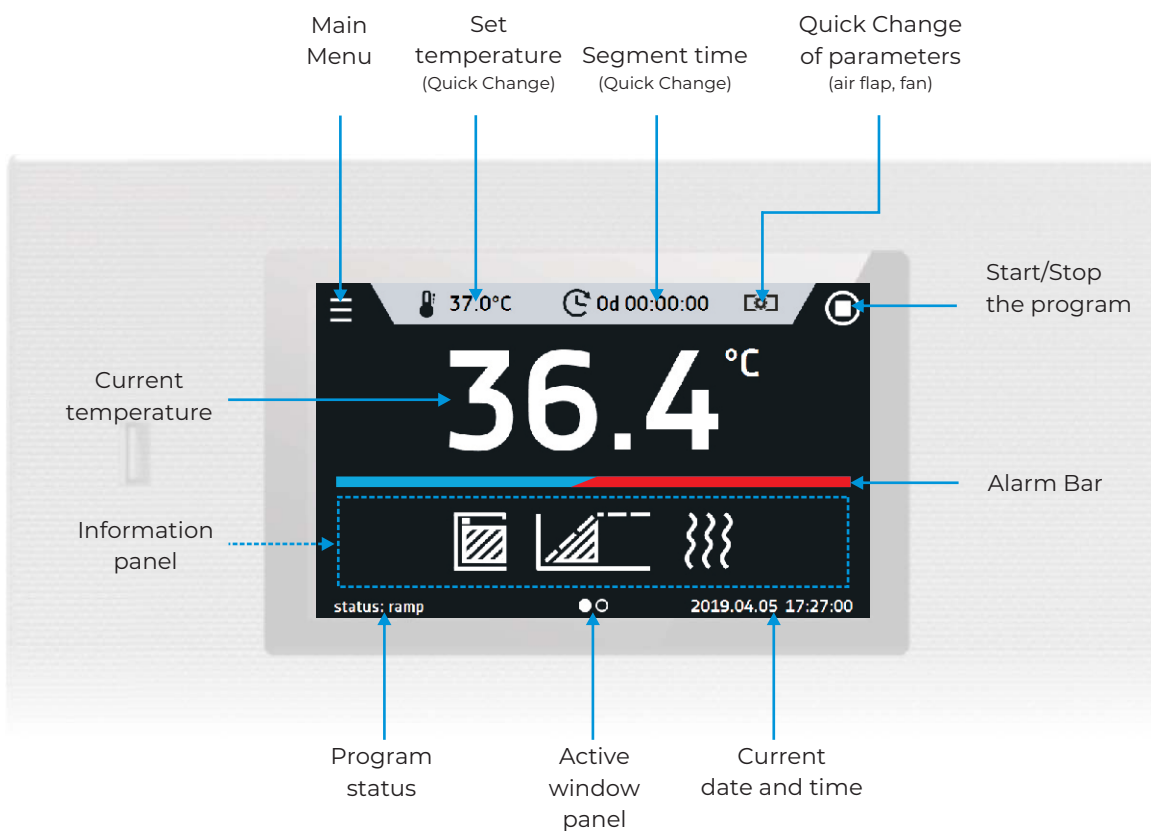 Main
Menu
Set
temperature
(Quick Change)
Segment time
(Quick Change)
Quick Change
of parameters
(air flap, fan)
Start/Stop
the program
37.0°C
0d 00:00:00
36.4 °C
Current
temperature
Alarm Bar
Information
panel
status: ramp
2019.04.05 17:27:00
Program
status
Active
window
panel
Current
date and time